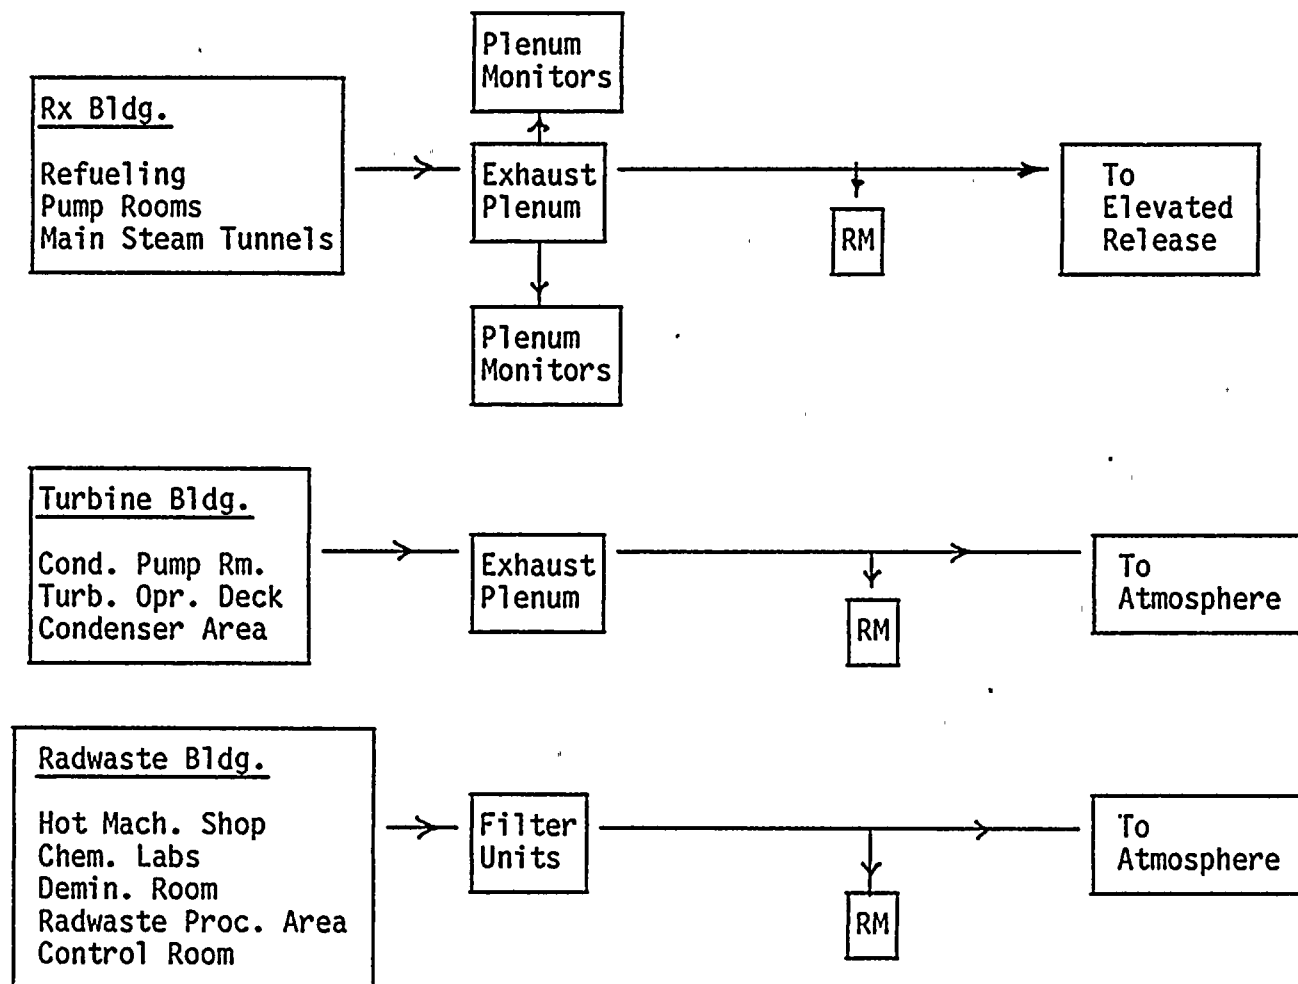 Plenum
Monitors
Rx Bldg.
Refueling
Pump Rooms
Main Steam Tunnels
Exhaust
Plenum
RM
To
Elevated
Release
Plenum
Monitors
Turbine Bldg.
Cond. Pump Rm.
Turb. Opr. Deck
Condenser Area
Exhaust
Plenum
RM
To
Atmosphere
Radwaste Bldg.
Hot Mach. Shop
Chem. Labs
Demin. Room
Radwaste Proc. Area
Control Room
Filter
Units
RM
To
Atmosphere